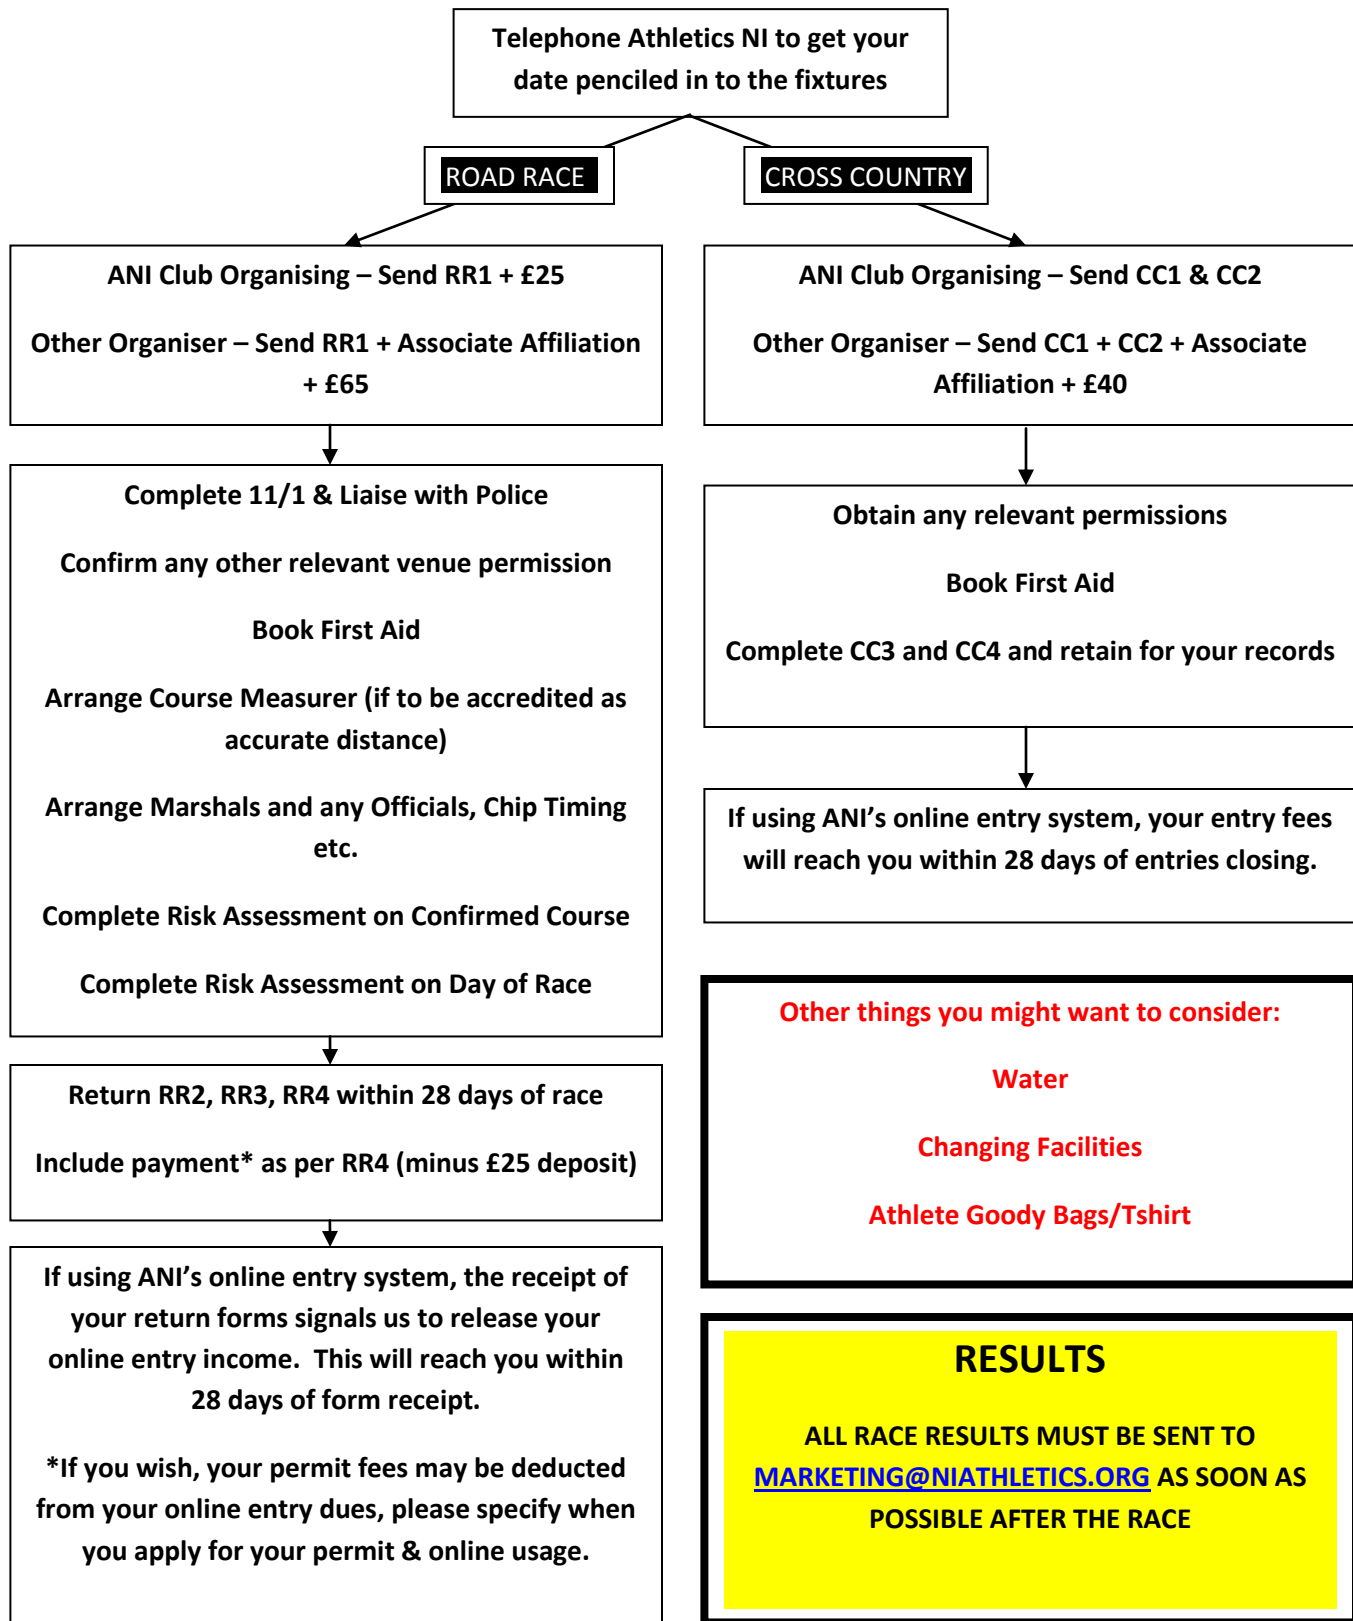 Telephone Athletics NI to get your
date penciled in to the fixtures
ROAD RACE
CROSS COUNTRY
ANI Club Organising – Send RR1 + £25
Other Organiser – Send RR1 + Associate Affiliation
+ £65
ANI Club Organising – Send CC1 & CC2
Other Organiser – Send CC1 + CC2 + Associate
Affiliation + £40
Complete 11/1 & Liaise with Police
Confirm any other relevant venue permission
Book First Aid
Arrange Course Measurer (if to be accredited as
accurate distance)
Arrange Marshals and any Officials, Chip Timing
etc.
Complete Risk Assessment on Confirmed Course
Complete Risk Assessment on Day of Race
Obtain any relevant permissions
Book First Aid
Complete CC3 and CC4 and retain for your records
If using ANI’s online entry system, your entry fees
will reach you within 28 days of entries closing.
Return RR2, RR3, RR4 within 28 days of race
Include payment* as per RR4 (minus £25 deposit)
If using ANI’s online entry system, the receipt of
your return forms signals us to release your
online entry income.  This will reach you within
28 days of form receipt.
*If you wish, your permit fees may be deducted
from your online entry dues, please specify when
you apply for your permit & online usage.
Other things you might want to consider:
Water
Changing Facilities
Athlete Goody Bags/Tshirt
RESULTS
ALL RACE RESULTS MUST BE SENT TO
MARKETING@NIATHLETICS.ORG AS SOON AS
POSSIBLE AFTER THE RACE